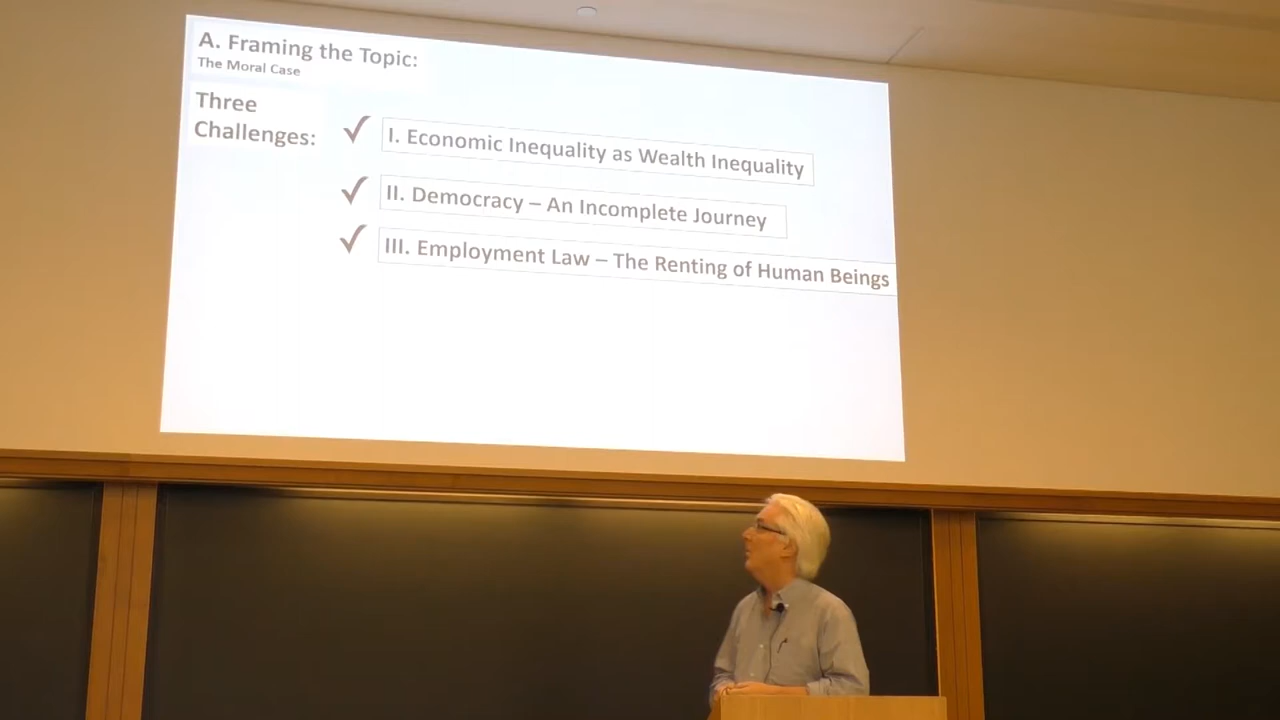 A. Framing the Topic:
The Moral Case
Three
Challenges:
✓ I. Economic Inequality as Wealth Inequality
✓ II. Democracy – An Incomplete Journey
✓ III. Employment Law – The Renting of Human Beings